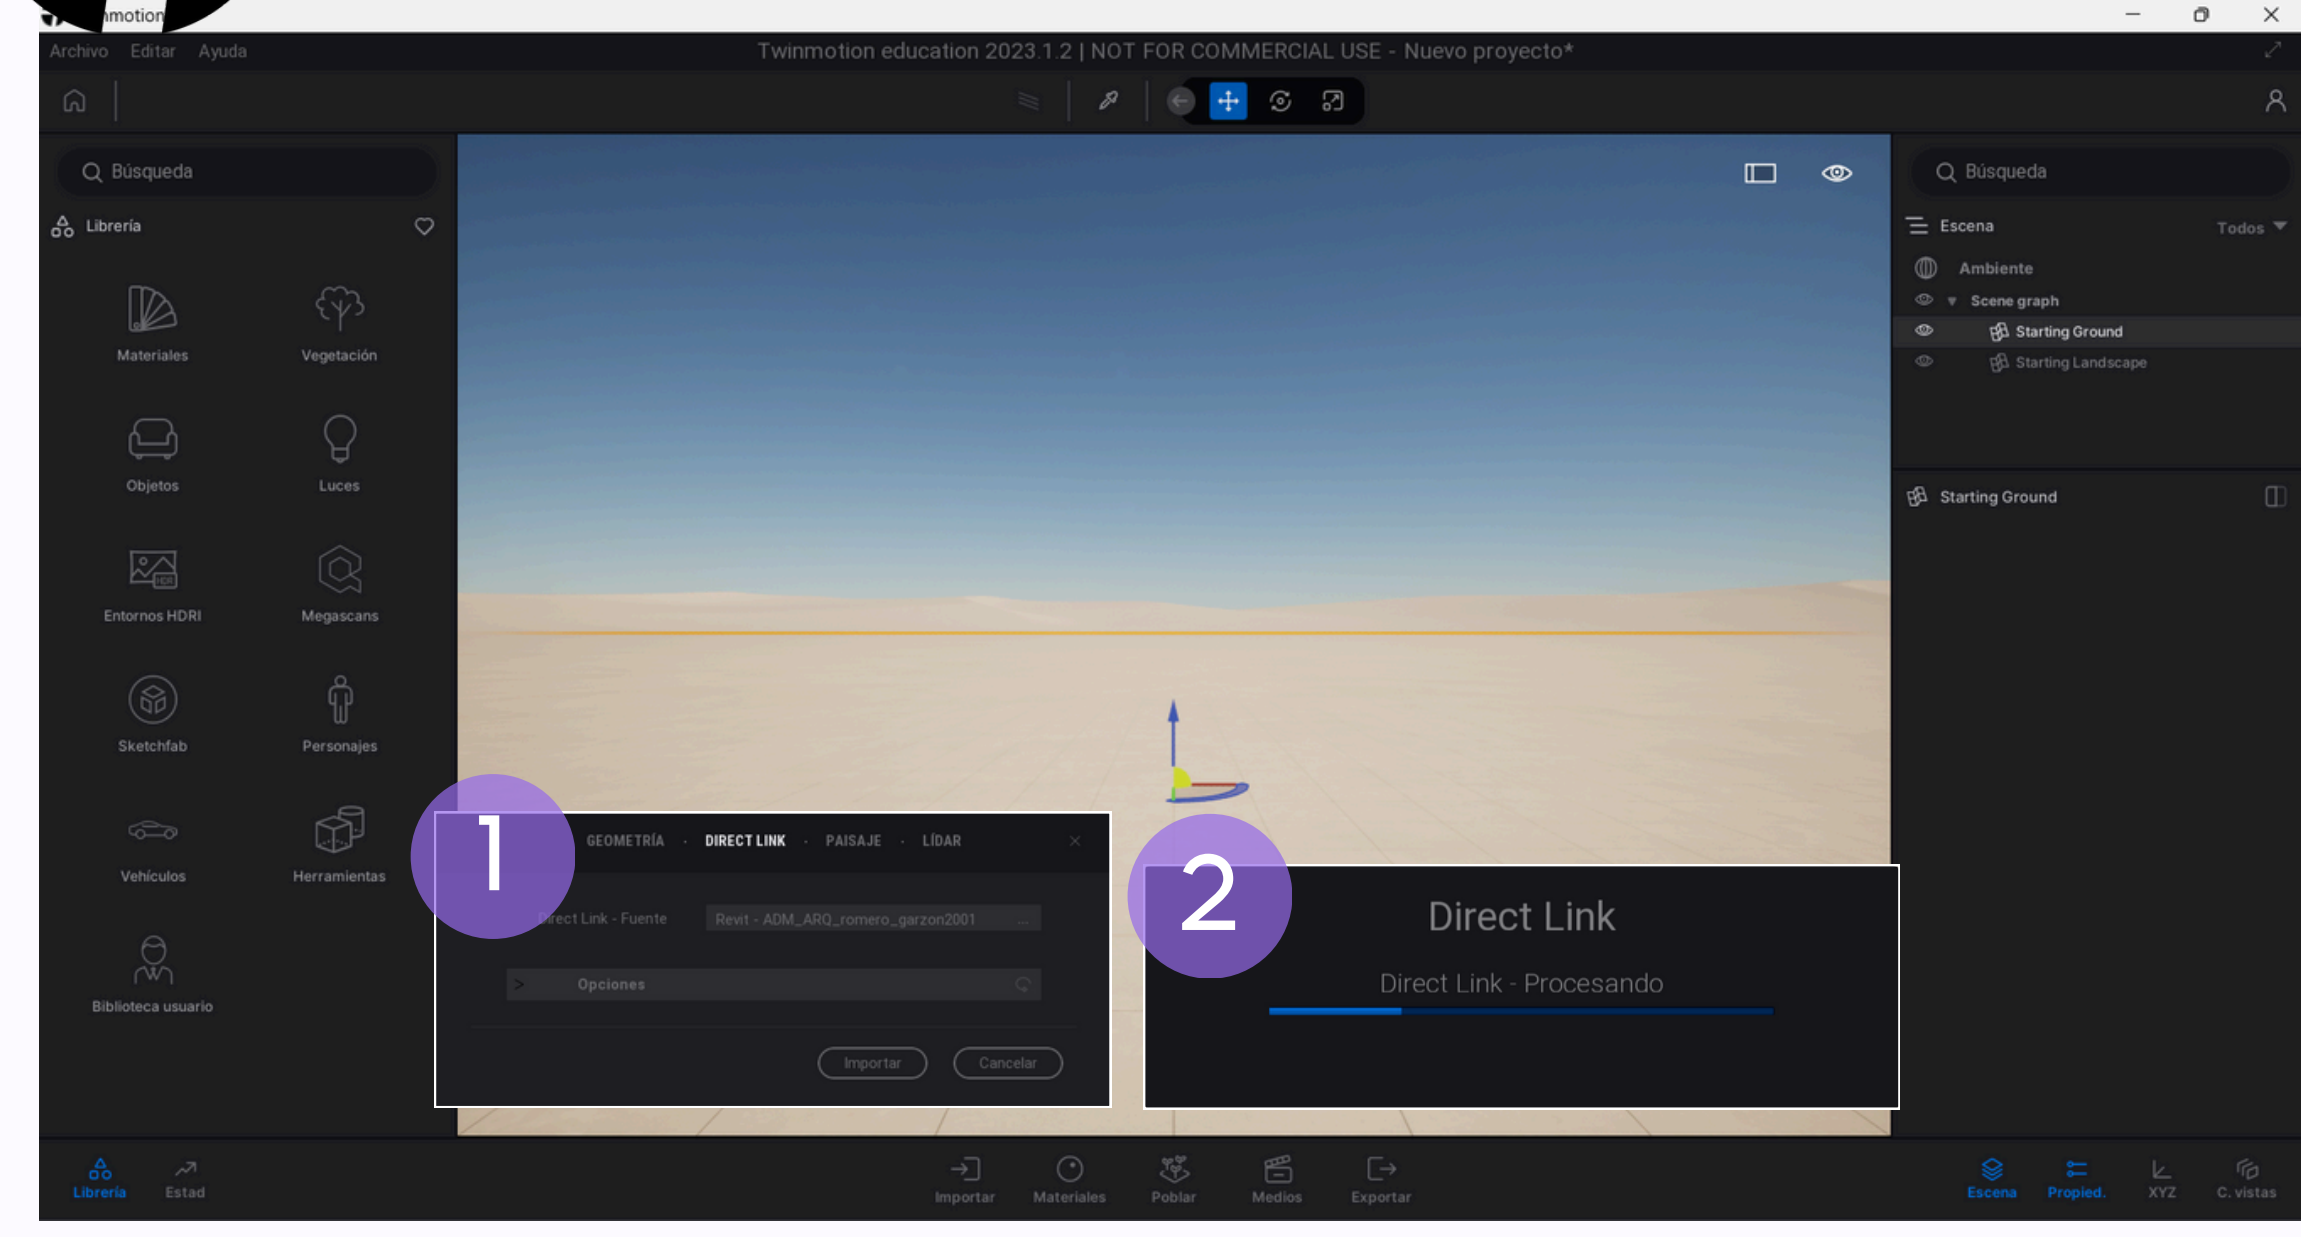 nmotion
Archivo Editar Ayuda
Twinmotion education 2023.1.2 | NOT FOR COMMERCIAL USE - Nuevo proyecto*
Búsqueda
Librería
Materiales
Vegetación
Objetos
Luces
HDR
Entornos HDRI
Megascans
Sketchfab
Personajes
Vehículos
Herramientas
Biblioteca usuario
Búsqueda
Escena
Todos
Ambiente
Scene graph
Starting Ground
Starting Landscape
Starting Ground
1
GEOMETRÍA · DIRECT LINK · PAISAJE · LÍDAR
Direct Link - Fuente
Revit - ADM_ARQ_romero_garzon2001 ...
> Opciones
Importar
Cancelar
2
Direct Link
Direct Link - Procesando
Librería
Estad
Importar
Materiales
Poblar
Medios
Exportar
Escena
Propied.
XYZ
C. vistas